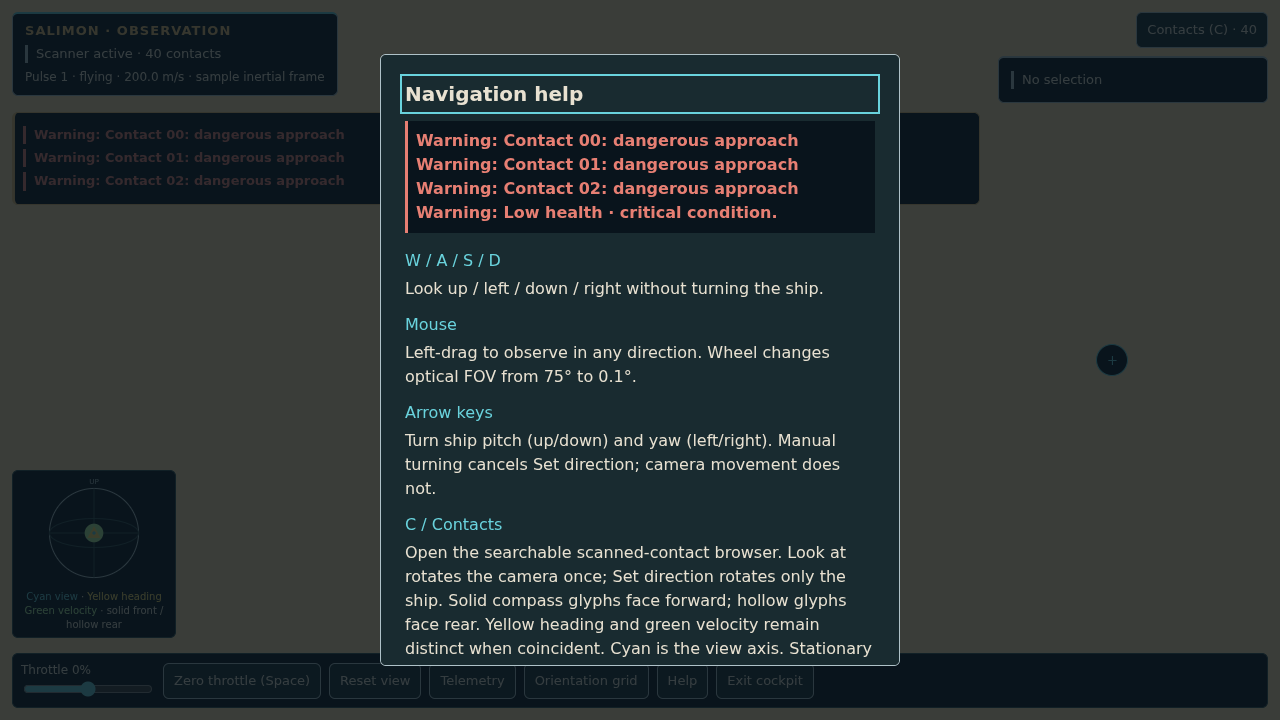 SALIMON · OBSERVATION
Scanner active · 40 contacts
Pulse 1 · flying · 200.0 m/s · sample inertial frame
Contacts (C) · 40
No selection
Warning: Contact 00: dangerous approach
Warning: Contact 01: dangerous approach
Warning: Contact 02: dangerous approach
Navigation help
Warning: Contact 00: dangerous approach
Warning: Contact 01: dangerous approach
Warning: Contact 02: dangerous approach
Warning: Low health · critical condition.
W / A / S / D
Look up / left / down / right without turning the ship.
Mouse
Left-drag to observe in any direction. Wheel changes
optical FOV from 75° to 0.1°.
Arrow keys
Turn ship pitch (up/down) and yaw (left/right). Manual
turning cancels Set direction; camera movement does
not.
C / Contacts
Open the searchable scanned-contact browser. Look at
rotates the camera once; Set direction rotates only the
ship. Solid compass glyphs face forward; hollow glyphs
face rear. Yellow heading and green velocity remain
distinct when coincident. Cyan is the view axis. Stationary
+
UP
Cyan view · Yellow heading
Green velocity · solid front /
hollow rear
Throttle 0%
Zero throttle (Space)
Reset view
Telemetry
Orientation grid
Help
Exit cockpit